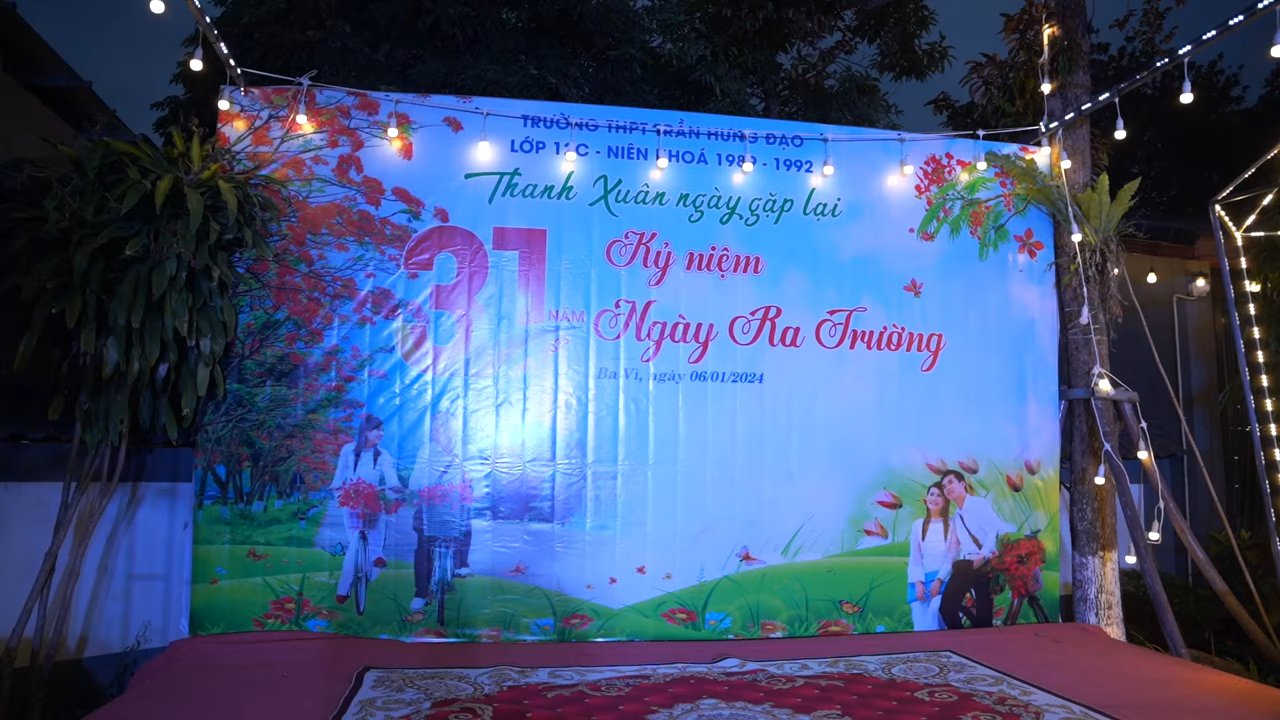 TRƯỜNG THPT TRẦN HƯNG ĐẠO
LỚP 12C - NIÊN KHOÁ 1989 - 1992
Thanh Xuân ngày gặp lại
31 NĂM
Kỷ niệm
Ngày Ra Trường
Ba Vì, ngày 06/01/2024